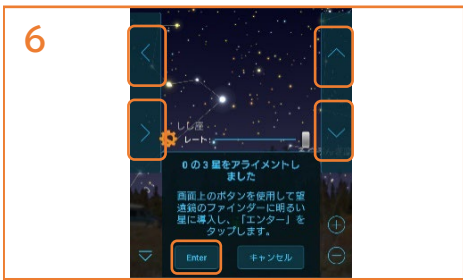 6
しし座
レート:
0 の 3 星をアライメントし
ました
画面上のボタンを使用して望
遠鏡のファインダーに明るい
星に導入し、「エンター」を
タップします。
Enter
キャンセル